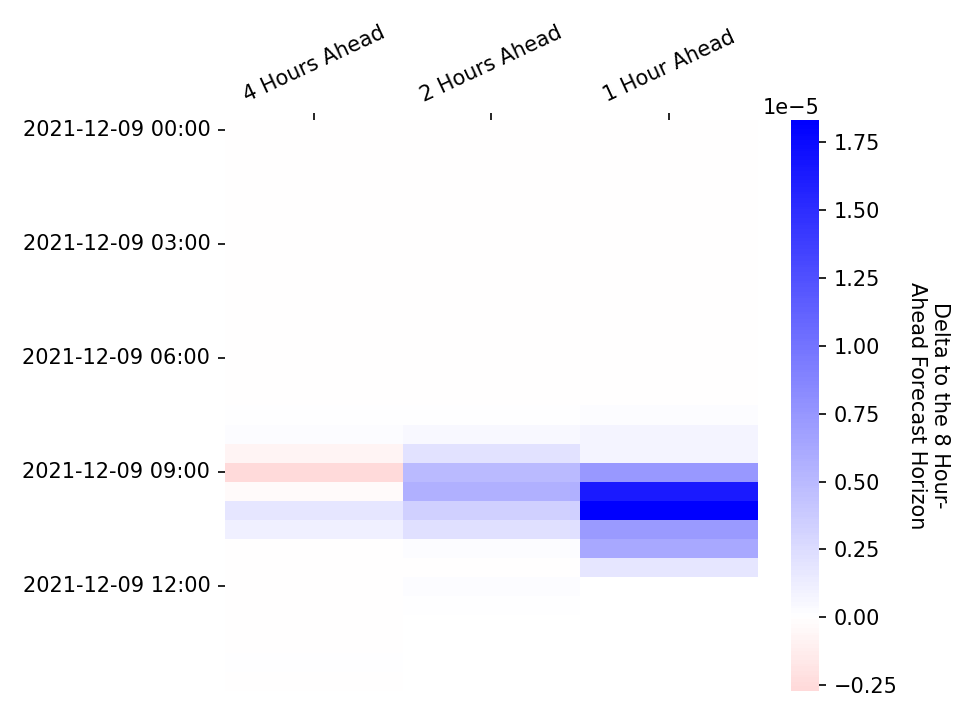 4 Hours Ahead
2 Hours Ahead
1 Hour Ahead
1e−5
2021-12-09 00:00
2021-12-09 03:00
2021-12-09 06:00
2021-12-09 09:00
2021-12-09 12:00
1.75
1.50
1.25
1.00
0.75
0.50
0.25
0.00
−0.25
Delta to the 8 Hour-
Ahead Forecast Horizon